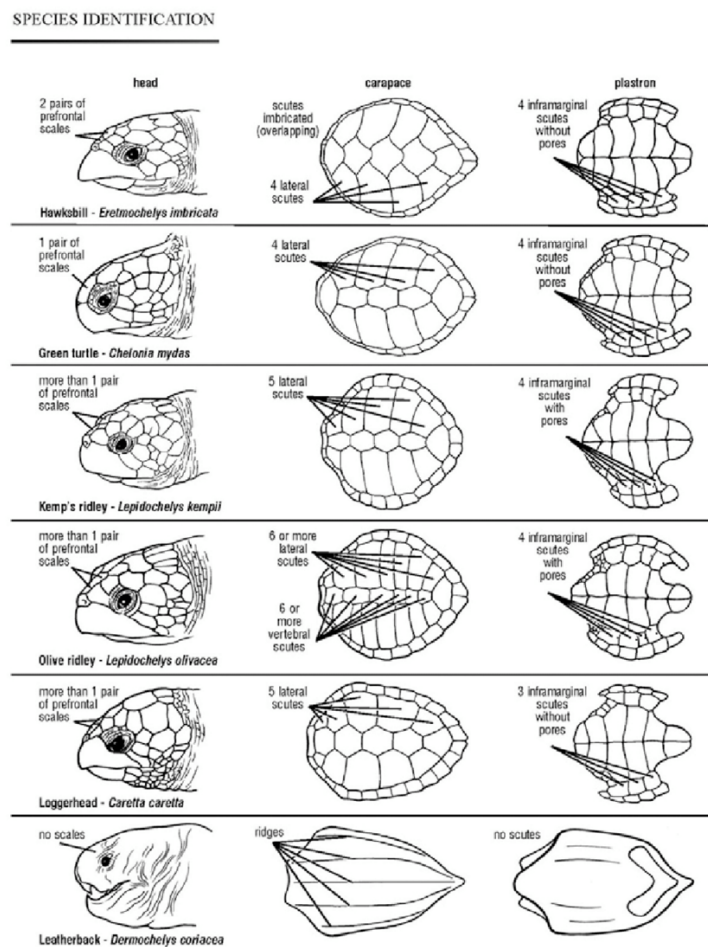 SPECIES IDENTIFICATION
head
carapace
plastron
2 pairs of
prefrontal
scales
scutes
imbricated
(overlapping)
4 lateral
scutes
4 inframarginal
scutes
without
pores
Hawksbill - Eretmochelys imbricata
1 pair of
prefrontal
scales
4 lateral
scutes
4 inframarginal
scutes
without
pores
Green turtle - Chelonia mydas
more than 1 pair
of prefrontal
scales
5 lateral
scutes
4 inframarginal
scutes
with
pores
Kemp's ridley - Lepidochelys kempii
more than 1 pair
of prefrontal
scales
6 or more
lateral
scutes
6 or
more
vertebral
scutes
4 inframarginal
scutes
with
pores
Olive ridley - Lepidochelys olivacea
more than 1 pair
of prefrontal
scales
5 lateral
scutes
3 inframarginal
scutes
without
pores
Loggerhead - Caretta caretta
no scales
ridges
no scutes
Leatherback - Dermochelys coriacea